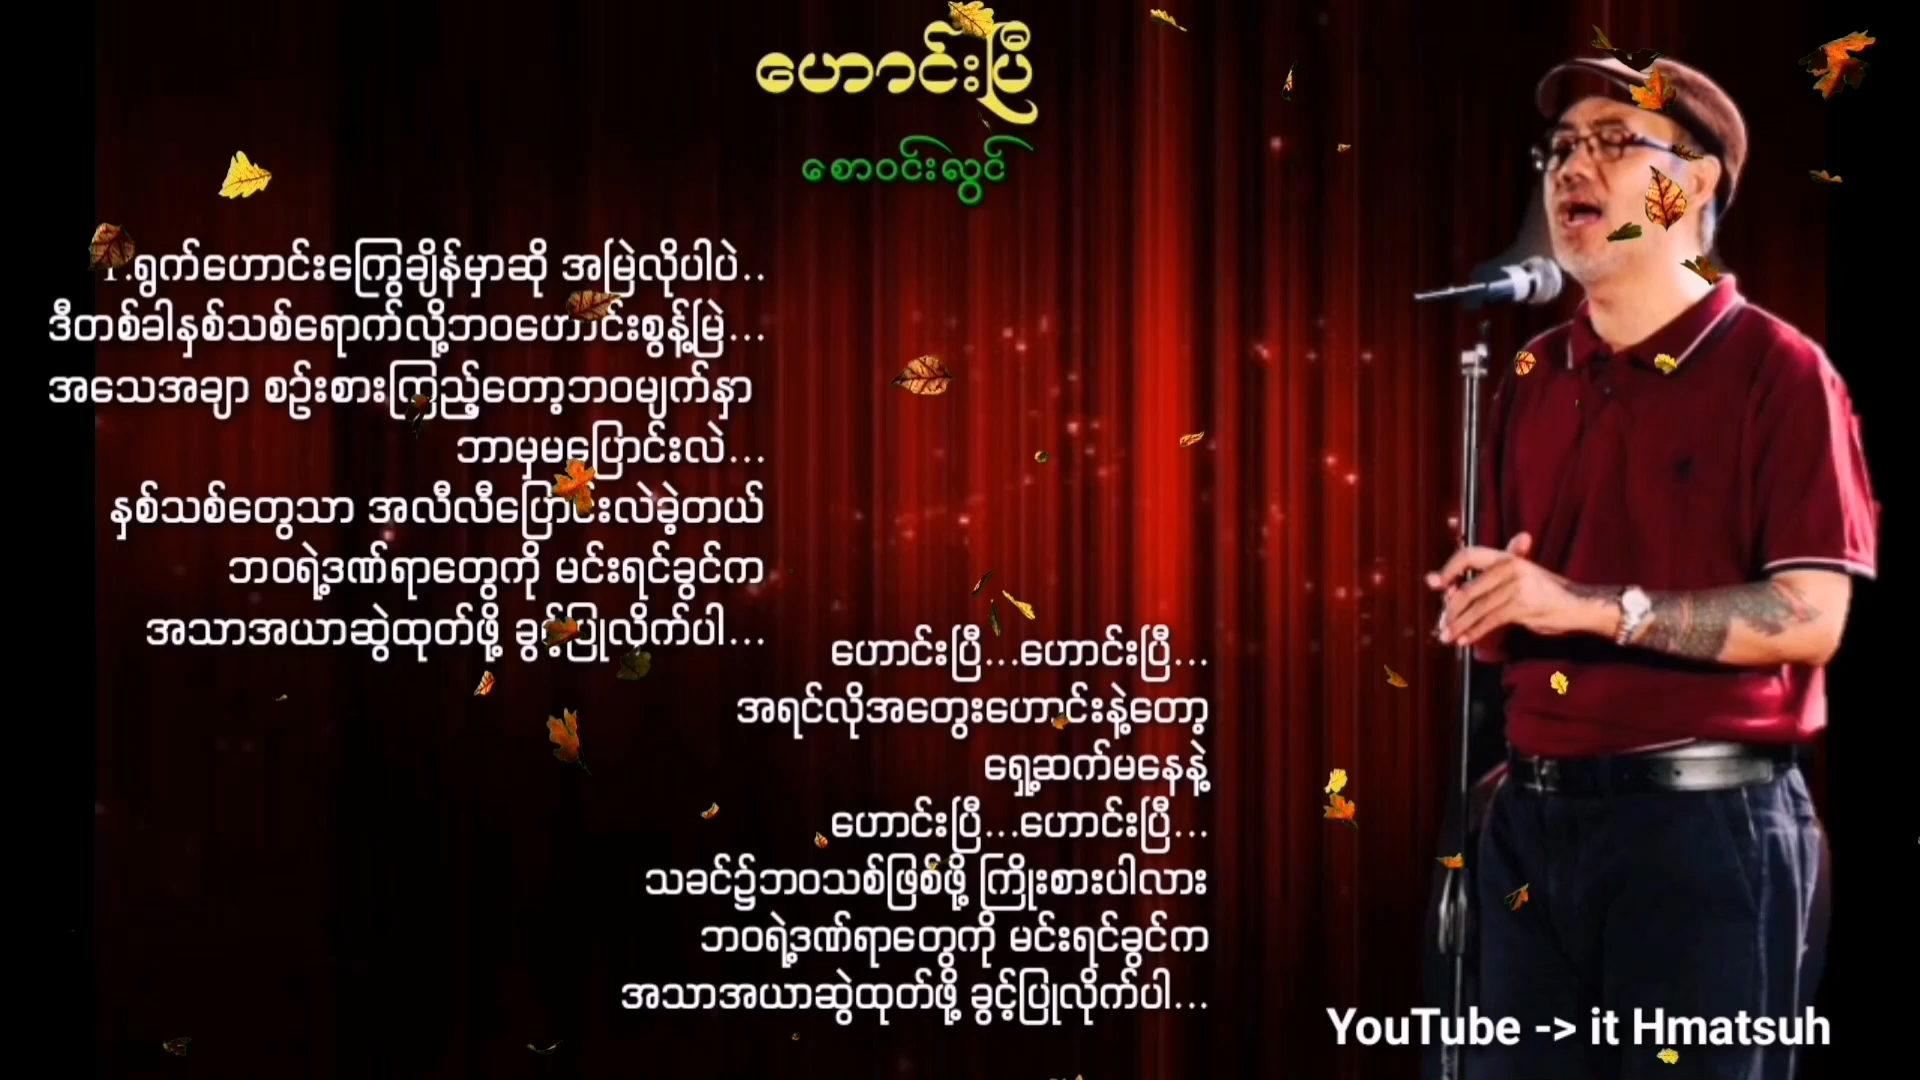 ဟောင်းပြီ
စောဝင်းလွင်
1.ရွက်ဟောင်းကြွေချိန်မှာဆို အမြဲလိုပါပဲ..
ဒီတစ်ခါနှစ်သစ်ရောက်လို့ဘဝဟောင်းစွန့်မြဲ...
အသေအချာ စဉ်းစားကြည့်တော့ဘဝမျက်နှာ
ဘာမှမပြောင်းလဲ...
နှစ်သစ်တွေသာ အလီလီပြောင်းလဲခဲ့တယ်
ဘဝရဲ့ဒဏ်ရာတွေကို မင်းရင်ခွင်က
အသာအယာဆွဲထုတ်ဖို့ ခွင့်ပြုလိုက်ပါ...
ဟောင်းပြီ...ဟောင်းပြီ...
အရင်လိုအတွေးဟောင်းနဲ့တော့
ရှေ့ဆက်မနေနဲ့
ဟောင်းပြီ...ဟောင်းပြီ...
သခင်၌ဘဝသစ်ဖြစ်ဖို့ ကြိုးစားပါလား
ဘဝရဲ့ဒဏ်ရာတွေကို မင်းရင်ခွင်က
အသာအယာဆွဲထုတ်ဖို့ ခွင့်ပြုလိုက်ပါ...
YouTube -> it Hmatsuh